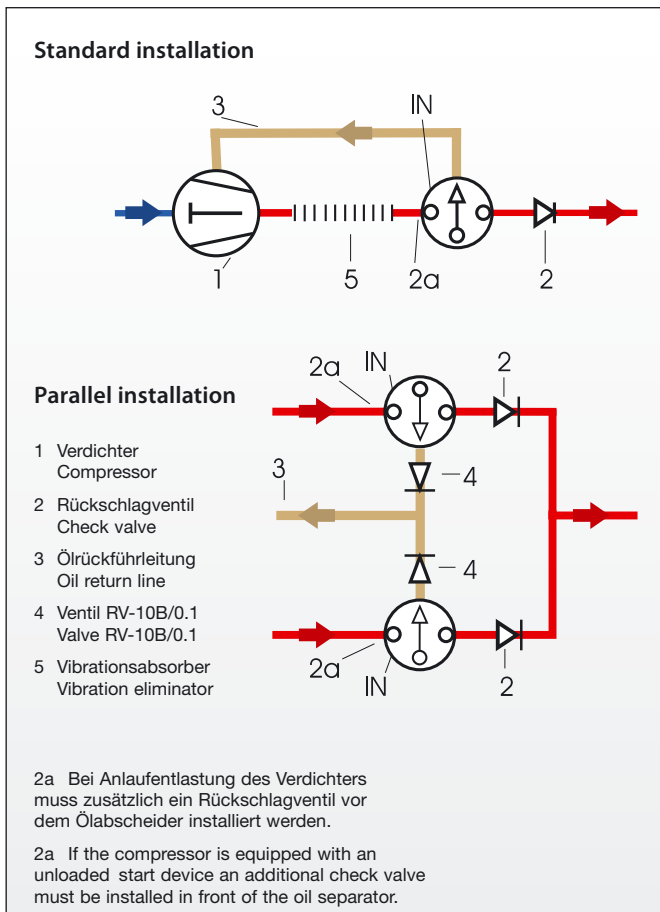 Standard installation
3
IN
1
5
2a
2
Parallel installation
2a
IN
2
4
3
4
2a
IN
2
1 Verdichter
Compressor
2 Rückschlagventil
Check valve
3 Ölrückführleitung
Oil return line
4 Ventil RV-10B/0.1
Valve RV-10B/0.1
5 Vibrationsabsorber
Vibration eliminator
2a Bei Anlaufentlastung des Verdichters
muss zusätzlich ein Rückschlagventil vor
dem Ölabscheider installiert werden.
2a If the compressor is equipped with an
unloaded start device an additional check valve
must be installed in front of the oil separator.